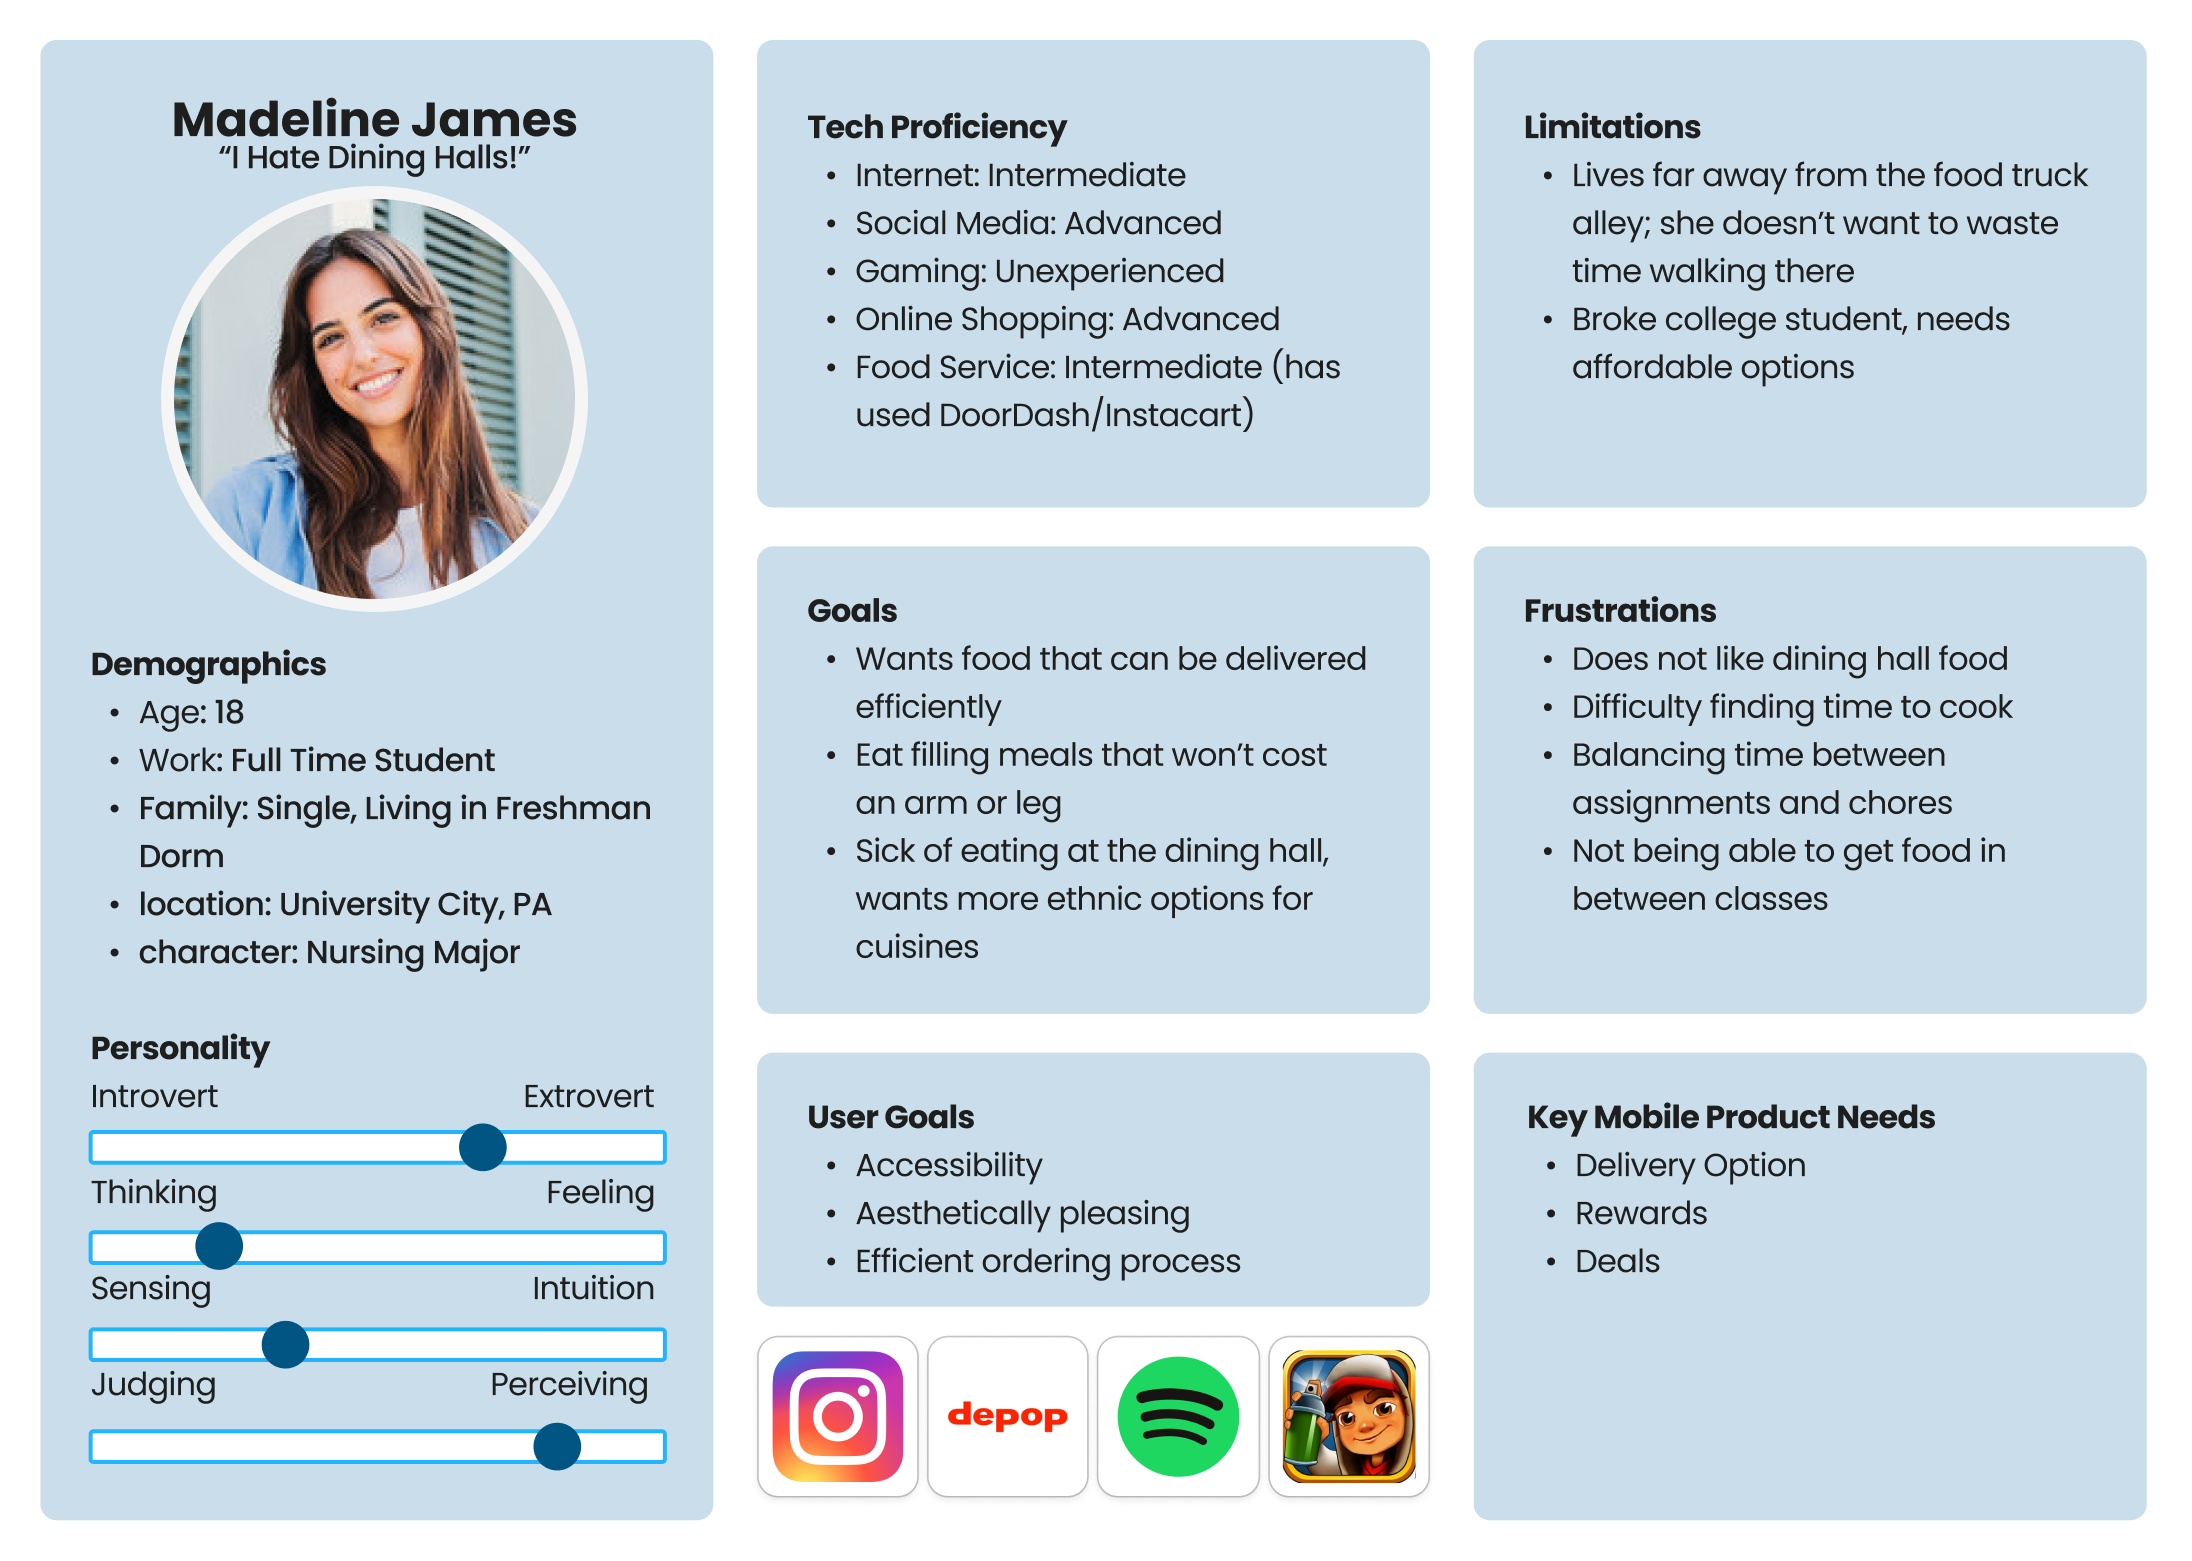 Madeline James
“I Hate Dining Halls!”
Demographics
• Age: 18
• Work: Full Time Student
• Family: Single, Living in Freshman
Dorm
• location: University City, PA
• character: Nursing Major
Personality
Introvert Extrovert
Thinking Feeling
Sensing Intuition
Judging Perceiving
Tech Proficiency
• Internet: Intermediate
• Social Media: Advanced
• Gaming: Unexperienced
• Online Shopping: Advanced
• Food Service: Intermediate (has
used DoorDash/Instacart)
Goals
• Wants food that can be delivered
efficiently
• Eat filling meals that won’t cost
an arm or leg
• Sick of eating at the dining hall,
wants more ethnic options for
cuisines
User Goals
• Accessibility
• Aesthetically pleasing
• Efficient ordering process
depop
Limitations
• Lives far away from the food truck
alley; she doesn’t want to waste
time walking there
• Broke college student, needs
affordable options
Frustrations
• Does not like dining hall food
• Difficulty finding time to cook
• Balancing time between
assignments and chores
• Not being able to get food in
between classes
Key Mobile Product Needs
• Delivery Option
• Rewards
• Deals